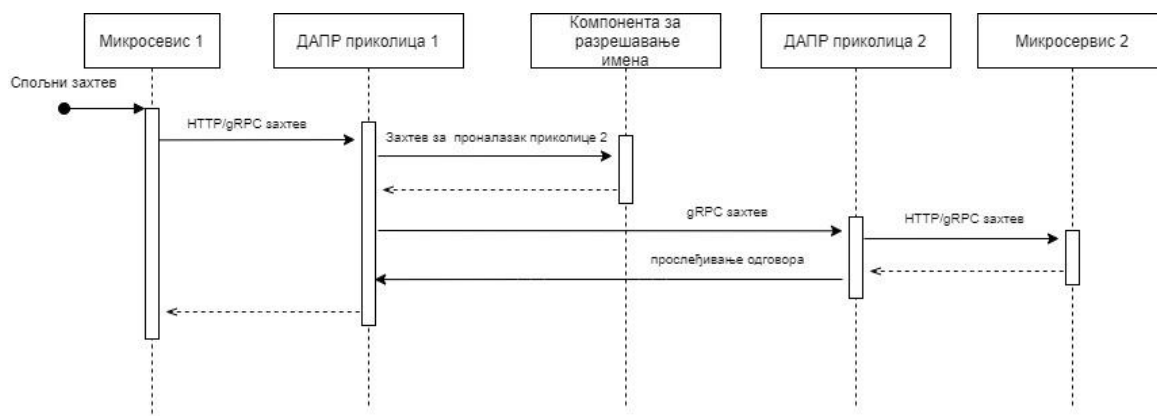 Микросевис 1
ДАПР приколица 1
Компонента за
разрешавање
имена
ДАПР приколица 2
Микросервис 2
Спољни захтев
HTTP/gRPC захтев
Захтев за проналазак приколице 2
gRPC захтев
HTTP/gRPC захтев
прослеђивање одговора